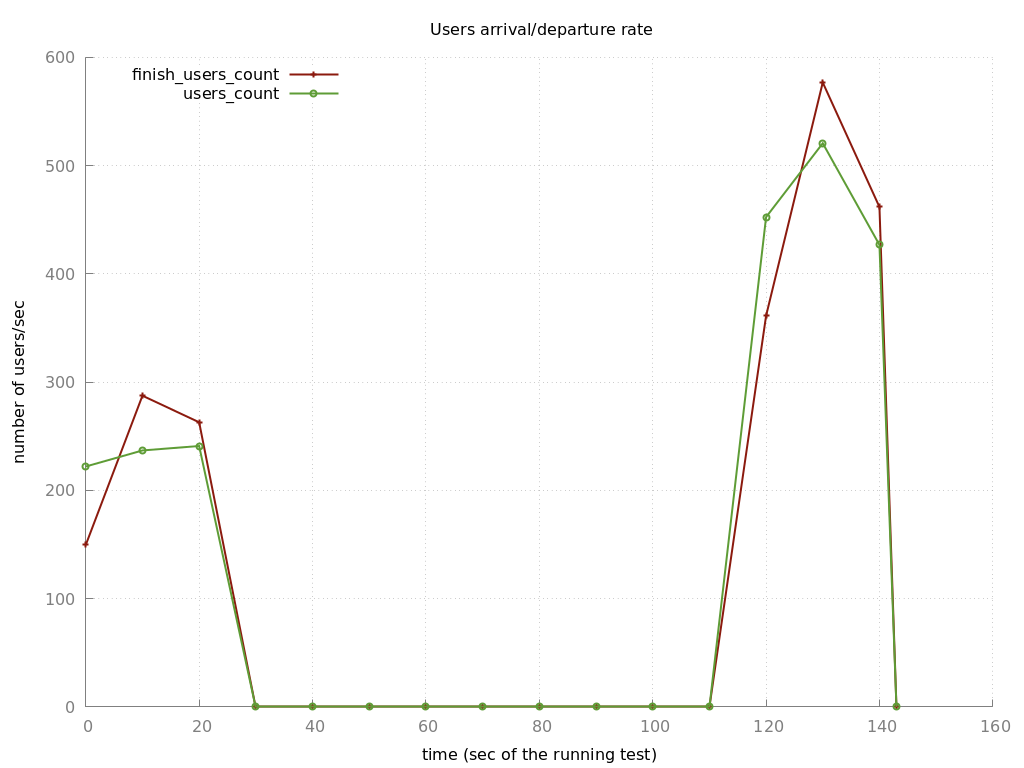 Users arrival/departure rate
finish_users_count
users_count
600
500
400
300
200
100
0
number of users/sec
0 20 40 60 80 100 120 140 160
time (sec of the running test)